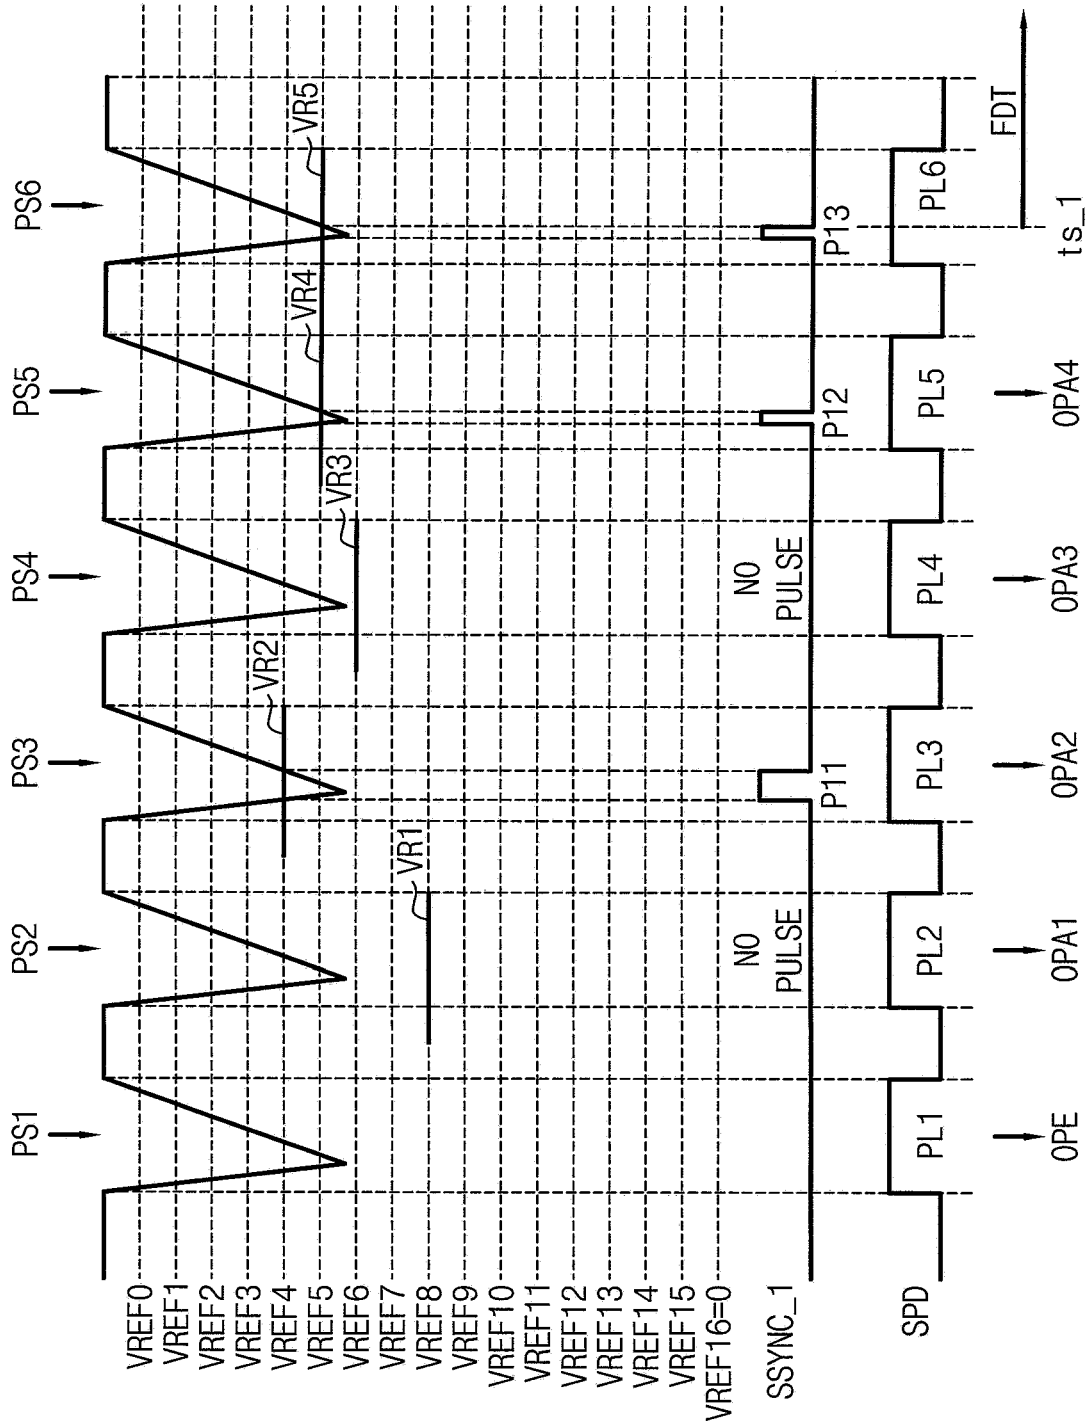 PS1
PS2
PS3
PS4
PS5
PS6
VREF0
VREF1
VREF2
VREF3
VREF4
VREF5
VREF6
VREF7
VREF8
VREF9
VREF10
VREF11
VREF12
VREF13
VREF14
VREF15
VREF16=0
VR1
VR2
VR3
VR4
VR5
SSYNC_1
NO
PULSE
P11
NO
PULSE
P12
P13
SPD
PL1
PL2
PL3
PL4
PL5
PL6
OPE
OPA1
OPA2
OPA3
OPA4
ts_1
FDT